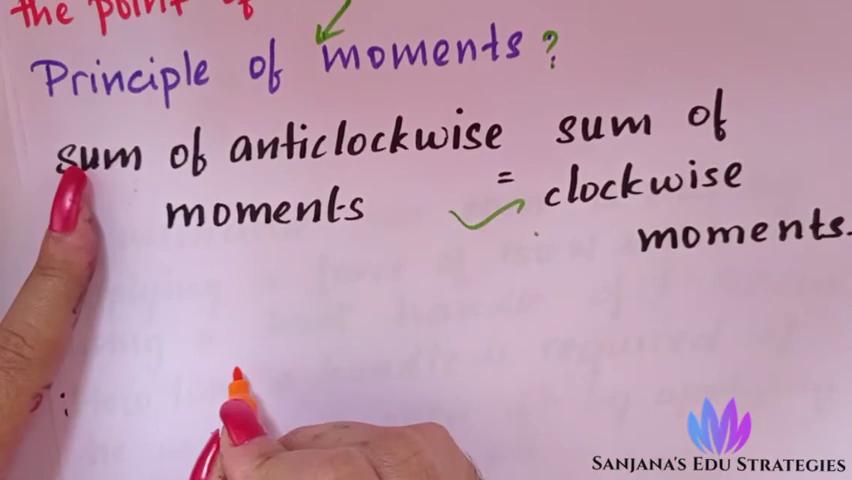 the point of
Principle of moments?
sum of anticlockwise moments = sum of clockwise moments.
SANJANA'S EDU STRATEGIES